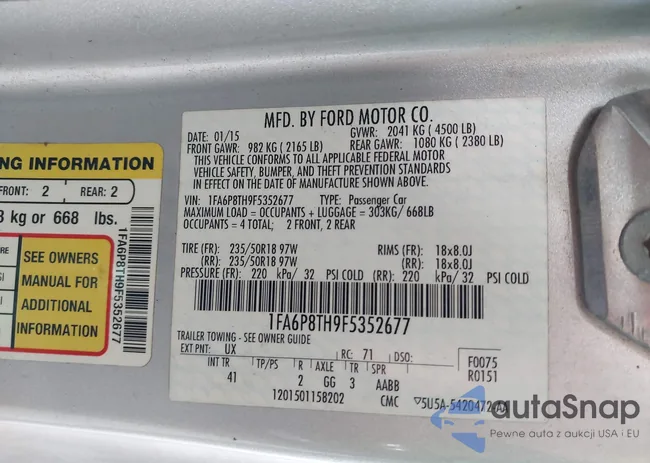 NG INFORMATION
FRONT: 2 REAR: 2
kg or 668 lbs.
SEE OWNERS
MANUAL FOR
ADDITIONAL
INFORMATION
1FA6P8TH9F5352677
MFD. BY FORD MOTOR CO.
DATE: 01/15 GVWR: 2041 KG ( 4500 LB)
FRONT GAWR: 982 KG ( 2165 LB) REAR GAWR: 1080 KG ( 2380 LB)
THIS VEHICLE CONFORMS TO ALL APPLICABLE FEDERAL MOTOR
VEHICLE SAFETY, BUMPER, AND THEFT PREVENTION STANDARDS
IN EFFECT ON THE DATE OF MANUFACTURE SHOWN ABOVE.
VIN: 1FA6P8TH9F5352677 TYPE: Passenger Car
MAXIMUM LOAD = OCCUPANTS + LUGGAGE = 303KG/ 668LB
OCCUPANTS = 4 TOTAL; 2 FRONT, 2 REAR
TIRE (FR): 235/50R18 97W RIMS (FR): 18x8.0J
(RR): 235/50R18 97W (RR): 18x8.0J
PRESSURE (FR): 220 kPa/ 32 PSI COLD (RR): 220 kPa/ 32 PSI COLD
1FA6P8TH9F5352677
TRAILER TOWING - SEE OWNER GUIDE
EXT PNT: UX RC: 71 DSO: F0075
INT TR TP/PS R AXLE TR SPR R0151
41 2 GG 3 AABB
1201501158202 CMC
autaSnap
Pewne auta z aukcji USA i EU